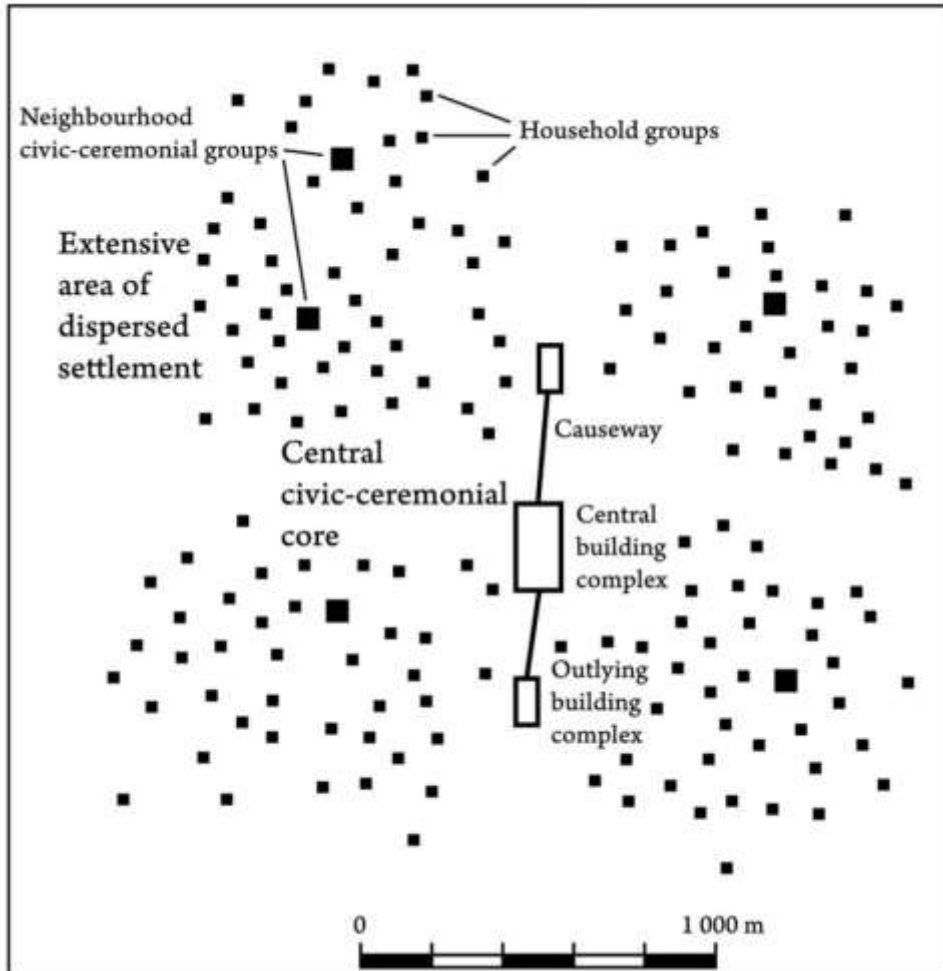 Neighbourhood
civic-ceremonial groups
Household groups
Extensive
area of
dispersed
settlement
Causeway
Central
civic-ceremonial
core
Central
building
complex
Outlying
building
complex
0
1 000 m